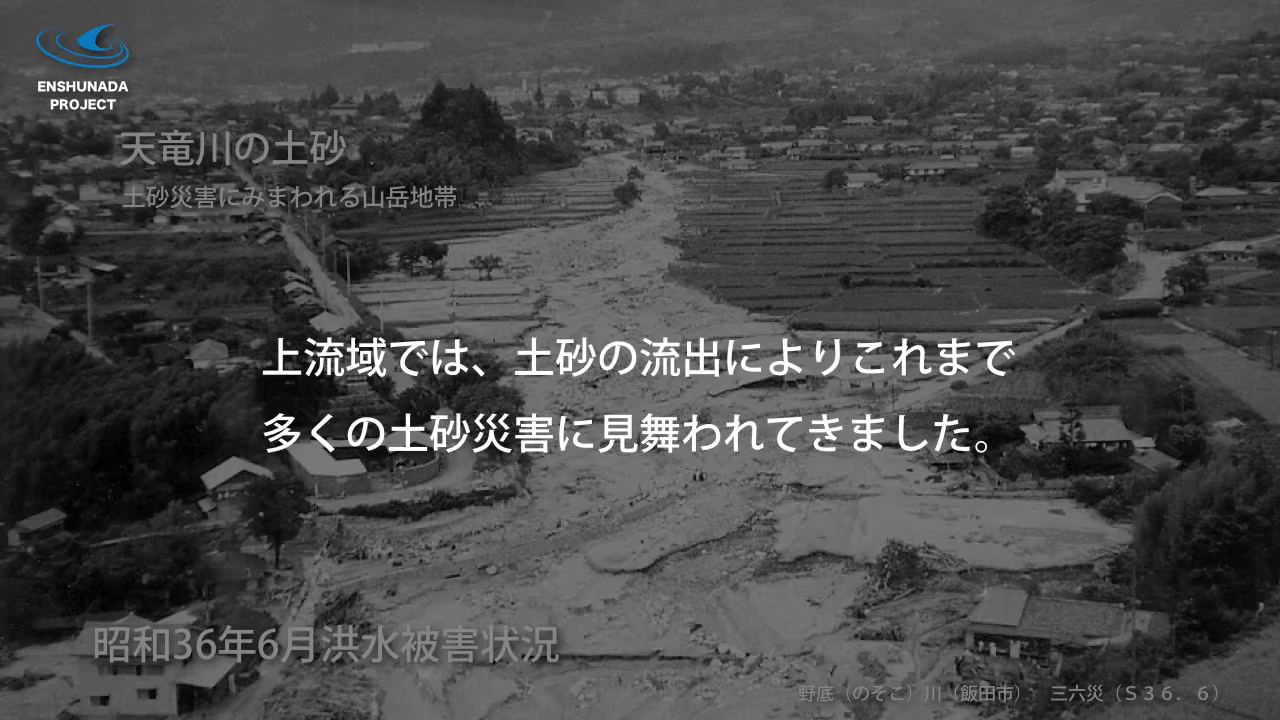 ENSHUNADA
PROJECT
天竜川の土砂
土砂災害にみまわれる山岳地帯
上流域では、土砂の流出によりこれまで
多くの土砂災害に見舞われてきました。
昭和36年6月洪水被害状況
野底（のそこ）川（飯田市）　三六災（Ｓ３６．６）